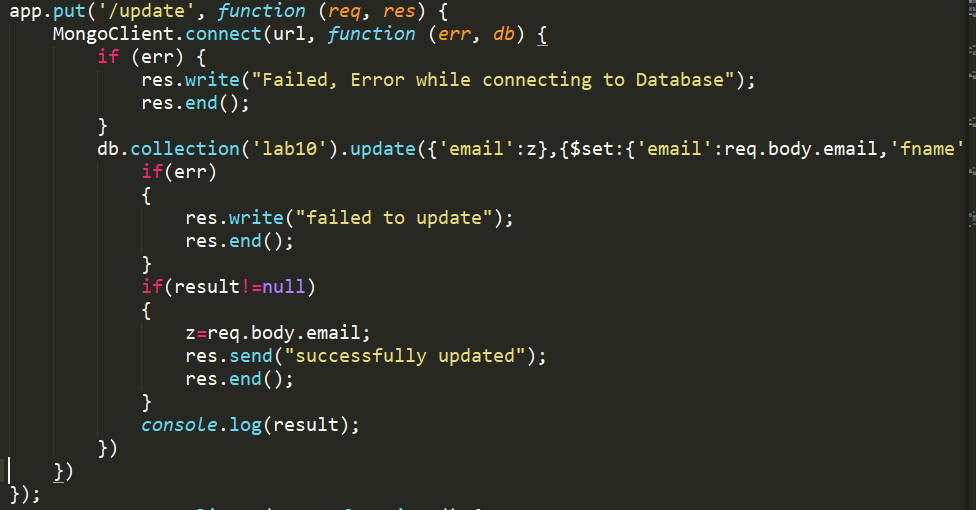 app.put('/update', function (req, res) {
    MongoClient.connect(url, function (err, db) {
        if (err) {
            res.write("Failed, Error while connecting to Database");
            res.end();
        }
        db.collection('lab10').update({'email':z},{$set:{'email':req.body.email,'fname'
            if(err)
            {
                res.write("failed to update");
                res.end();
            }
            if(result!=null)
            {
                z=req.body.email;
                res.send("successfully updated");
                res.end();
            }
            console.log(result);
        })
    })
});